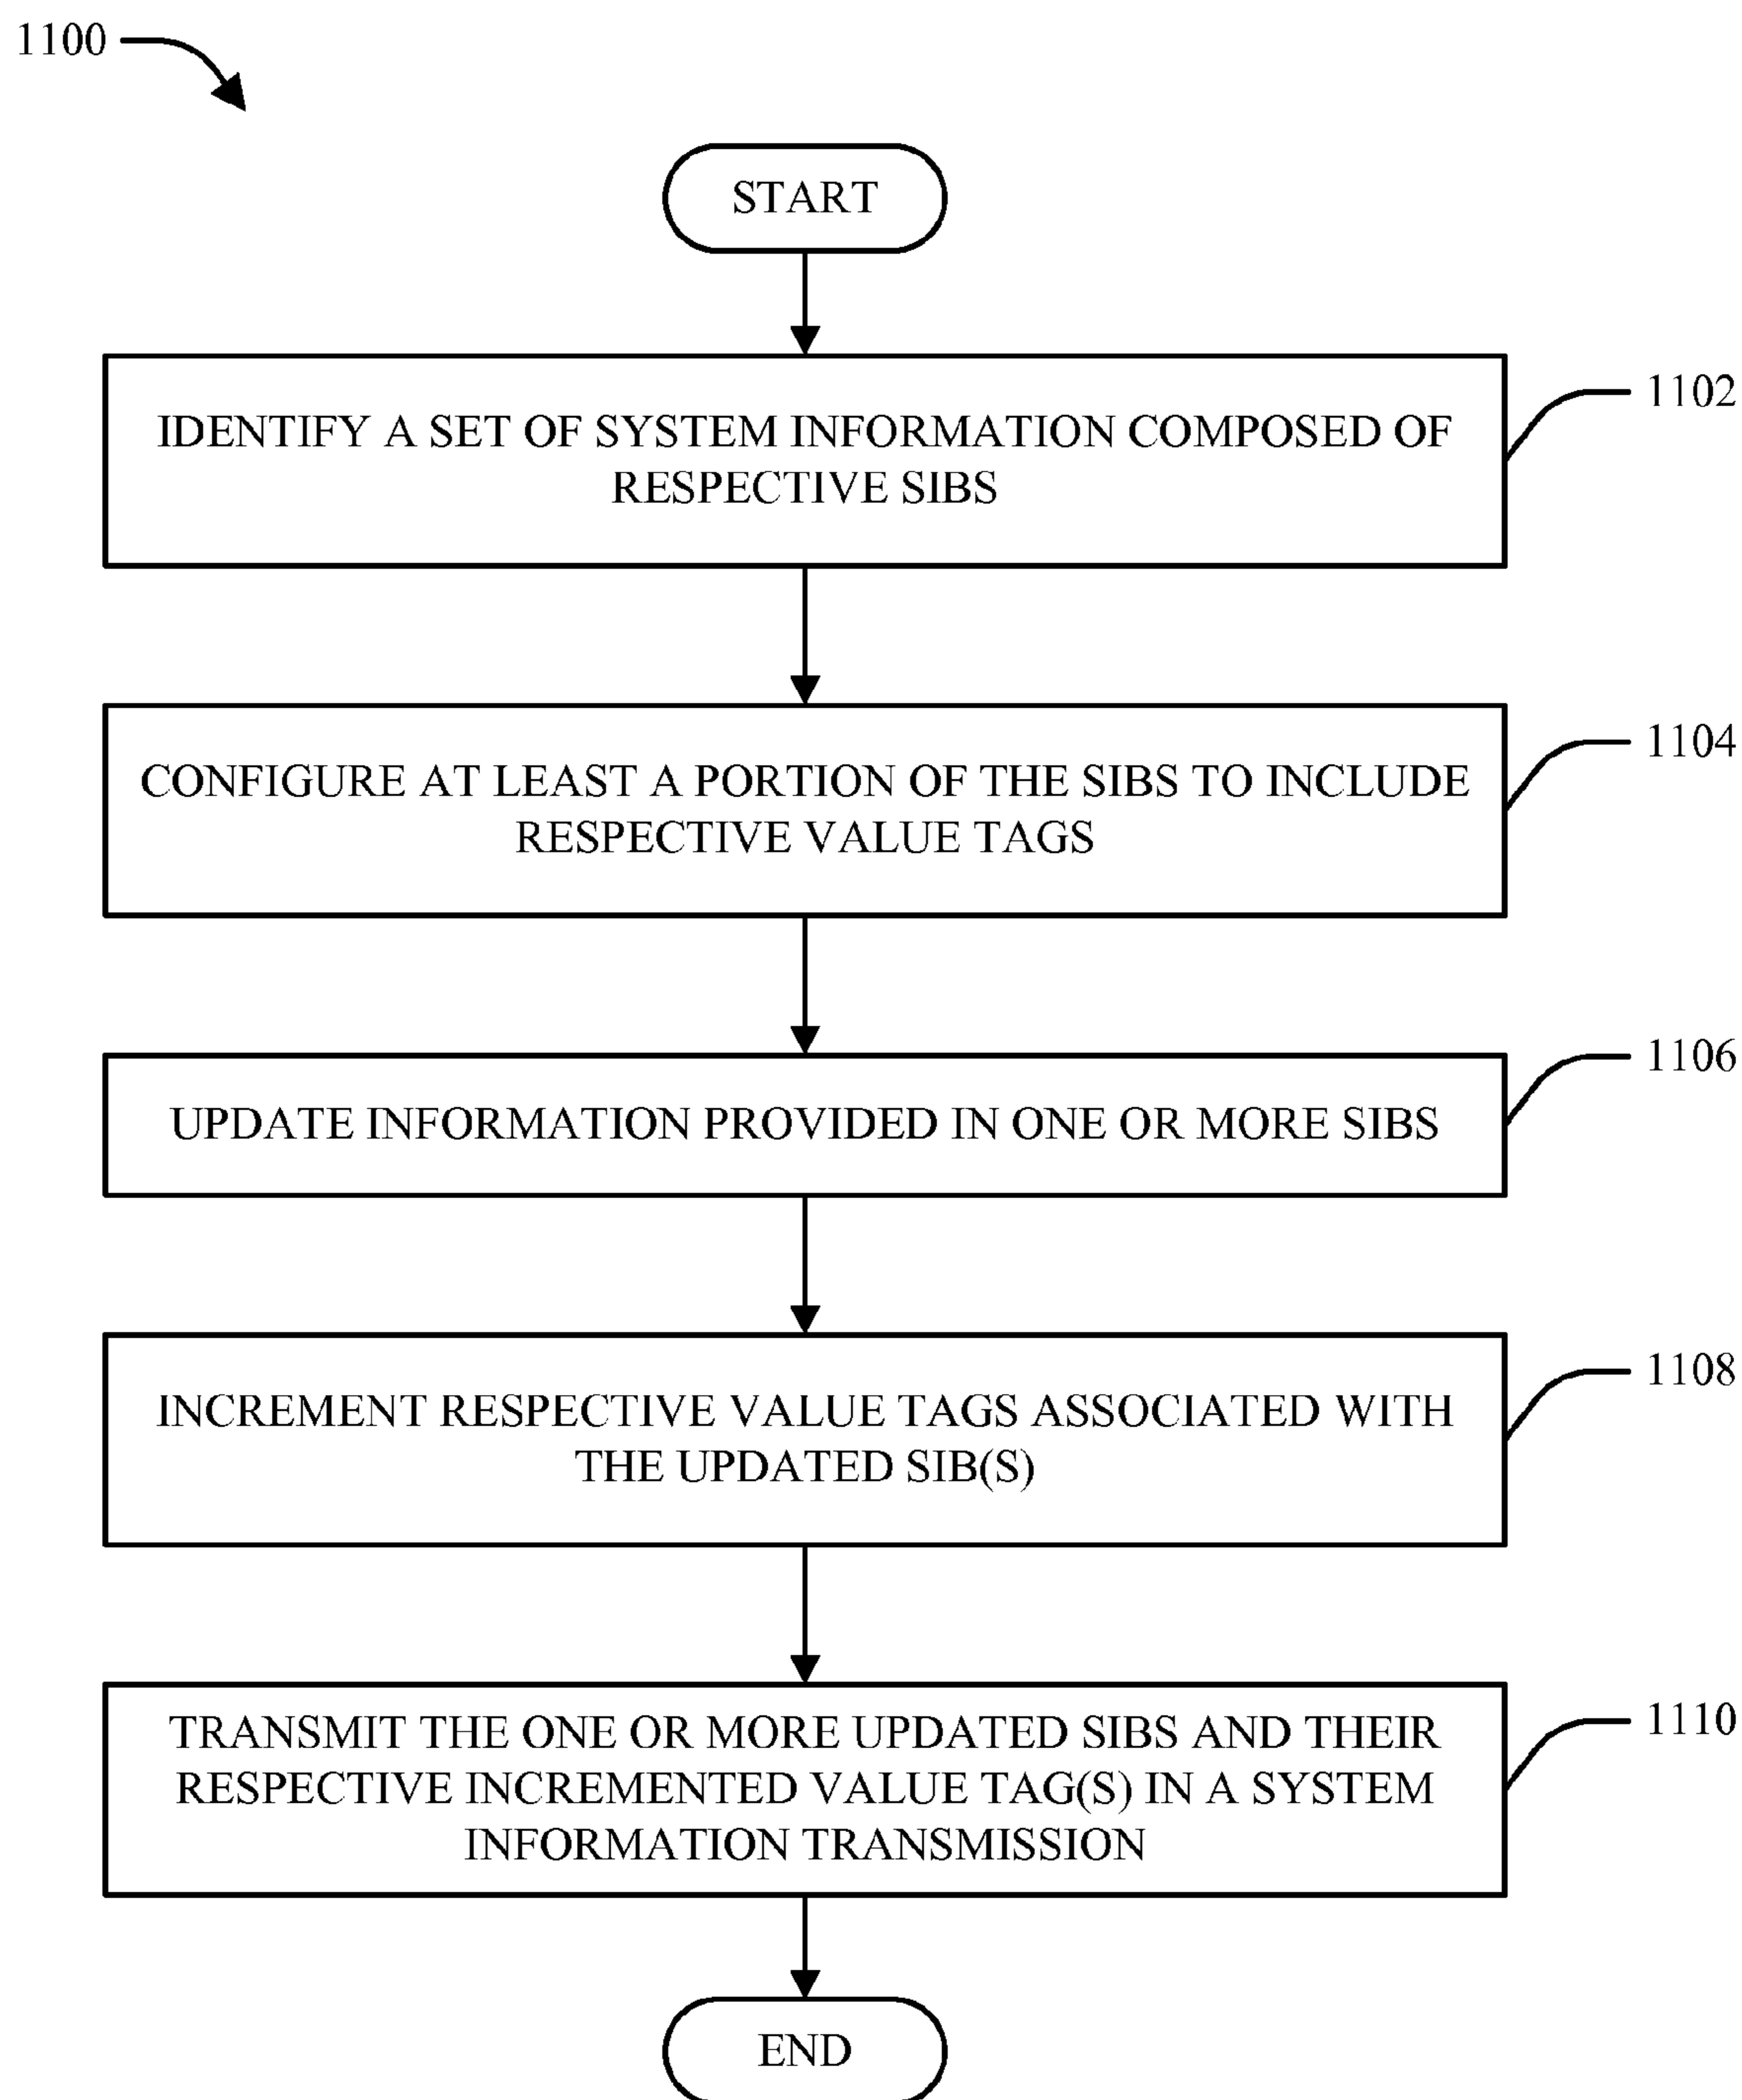 1100
START
IDENTIFY A SET OF SYSTEM INFORMATION COMPOSED OF
RESPECTIVE SIBS
1102
CONFIGURE AT LEAST A PORTION OF THE SIBS TO INCLUDE
RESPECTIVE VALUE TAGS
1104
UPDATE INFORMATION PROVIDED IN ONE OR MORE SIBS
1106
INCREMENT RESPECTIVE VALUE TAGS ASSOCIATED WITH
THE UPDATED SIB(S)
1108
TRANSMIT THE ONE OR MORE UPDATED SIBS AND THEIR
RESPECTIVE INCREMENTED VALUE TAG(S) IN A SYSTEM
INFORMATION TRANSMISSION
1110
END